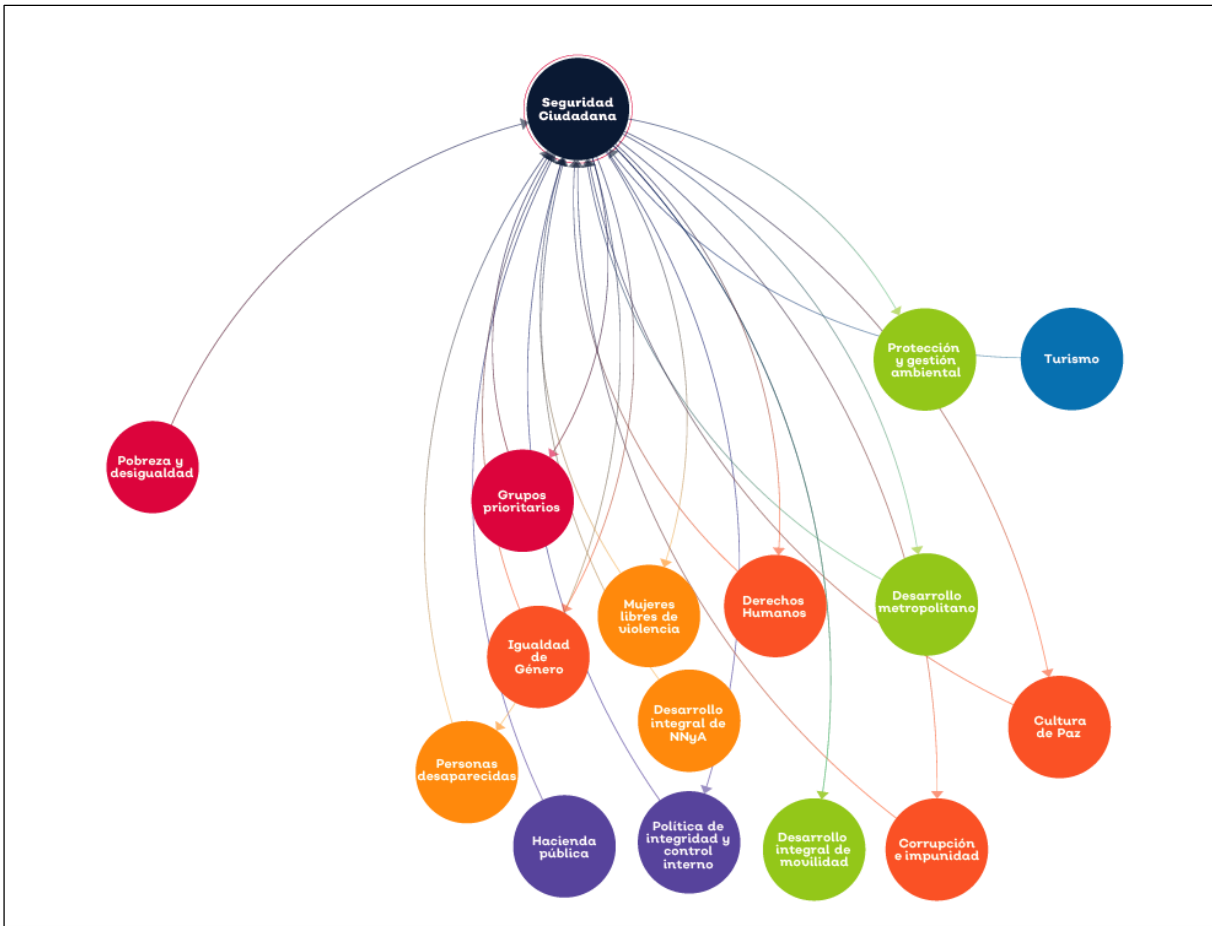 Seguridad
Ciudadana
Protección
y gestión
ambiental
Turismo
Pobreza y
desigualdad
Grupos
prioritarios
Mujeres
libres de
violencia
Derechos
Humanos
Desarrollo
metropolitano
Igualdad
de
Género
Desarrollo
integral de
NNyA
Cultura
de Paz
Personas
desaparecidas
Hacienda
pública
Política de
integridad y
control
interno
Desarrollo
integral de
movilidad
Corrupción
e impunidad